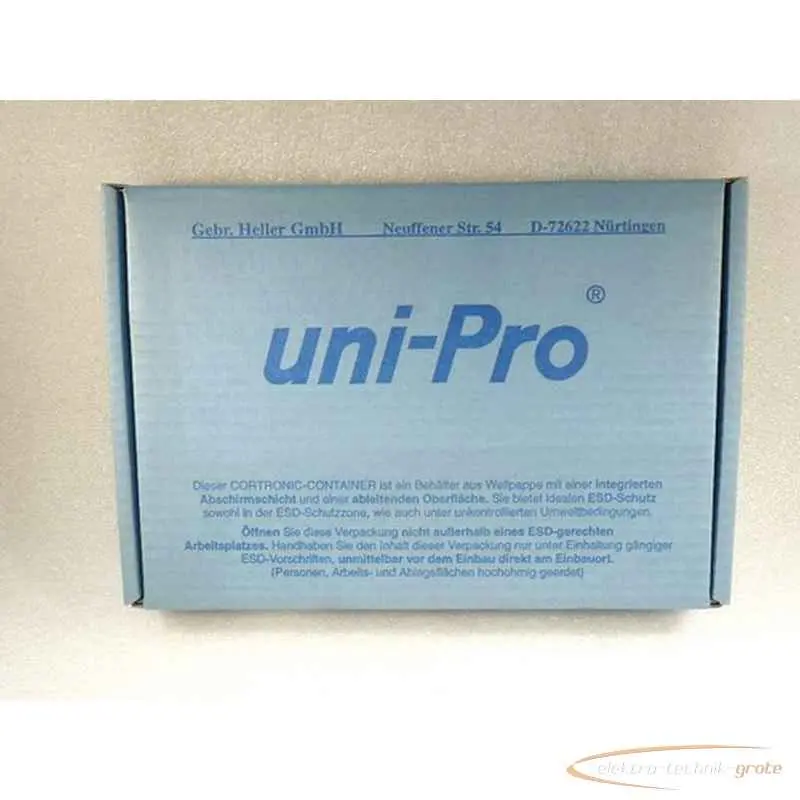 Gebr. Heller GmbH Neuffener Str. 54 D-72622 Nürtingen
uni-Pro ®
Dieser CORTRONIC-CONTAINER ist ein Behälter aus Wellpappe mit einer integrierten
Abschirmschicht und einer ableitenden Oberfläche. Sie bietet idealen ESD-Schutz
sowohl in der ESD-Schutzzone, wie auch unter unkontrollierten Umweltbedingungen.
Öffnen Sie diese Verpackung nicht außerhalb eines ESD-gerechten
Arbeitsplatzes. Handhaben Sie den Inhalt dieser Verpackung nur unter Einhaltung gängiger
ESD-Vorschriften, unmittelbar vor dem Einbau direkt am Einbauort.
(Personen, Arbeits- und Ablageflächen hochohmig geerdet)
elektro-technik-grote